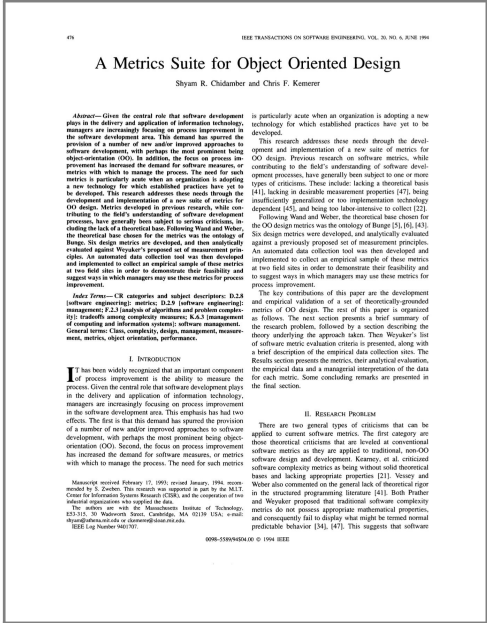 476
IEEE TRANSACTIONS ON SOFTWARE ENGINEERING, VOL. 20, NO. 6, JUNE 1994
A Metrics Suite for Object Oriented Design
Shyam R. Chidamber and Chris F. Kemerer
Abstract—Given the central role that software development
plays in the delivery and application of information technology,
managers are increasingly focusing on process improvement in
the software development area. This demand has spurred the
provision of a number of new and/or improved approaches to
software development, with perhaps the most prominent being
object-orientation (OO). In addition, the focus on process im-
provement has increased the demand for software measures, or
metrics with which to manage the process. The need for such
metrics is particularly acute when an organization is adopting
a new technology for which established practices have yet to
be developed. This research addresses these needs through the
development and implementation of a new suite of metrics for
OO design. Metrics developed in previous research, while con-
tributing to the field's understanding of software development
processes, have generally been subject to serious criticisms, in-
cluding the lack of a theoretical base. Following Wand and Weber,
the theoretical base chosen for the metrics was the ontology of
Bunge. Six design metrics are developed, and then analytically
evaluated against Weyuker's proposed set of measurement prin-
ciples. An automated data collection tool was then developed
and implemented to collect an empirical sample of these metrics
at two field sites in order to demonstrate their feasibility and
suggest ways in which managers may use these metrics for process
improvement.
Index Terms—CR categories and subject descriptors: D.2.8
[software engineering]: metrics; D.2.9 [software engineering]:
management; F.2.3 [analysis of algorithms and problem complex-
ity]: tradeoffs among complexity measures; K.6.3 [management
of computing and information systems]: software management.
General terms: Class, complexity, design, management, measure-
ment, metrics, object orientation, performance.
I. INTRODUCTION
IT has been widely recognized that an important component
of process improvement is the ability to measure the
process. Given the central role that software development plays
in the delivery and application of information technology,
managers are increasingly focusing on process improvement
in the software development area. This emphasis has had two
effects. The first is that this demand has spurred the provision
of a number of new and/or improved approaches to software
development, with perhaps the most prominent being object-
orientation (OO). Second, the focus on process improvement
has increased the demand for software measures, or metrics
with which to manage the process. The need for such metrics
Manuscript received February 17, 1993; revised January, 1994. recom-
mended by S. Zweben. This research was supported in part by the M.I.T.
Center for Information Systems Research (CISR), and the cooperation of two
industrial organizations who supplied the data.
The authors are with the Massachusetts Institute of Technology,
E53-315, 30 Wadsworth Street, Cambridge, MA 02139 USA; e-mail:
shyam@athena.mit.edu or ckemerer@sloan.mit.edu.
IEEE Log Number 9401707.
is particularly acute when an organization is adopting a new
technology for which established practices have yet to be
developed.
This research addresses these needs through the devel-
opment and implementation of a new suite of metrics for
OO design. Previous research on software metrics, while
contributing to the field's understanding of software devel-
opment processes, have generally been subject to one or more
types of criticisms. These include: lacking a theoretical basis
[41], lacking in desirable measurement properties [47], being
insufficiently generalized or too implementation technology
dependent [45], and being too labor-intensive to collect [22].
Following Wand and Weber, the theoretical base chosen for
the OO design metrics was the ontology of Bunge [5], [6], [43].
Six design metrics were developed, and analytically evaluated
against a previously proposed set of measurement principles.
An automated data collection tool was then developed and
implemented to collect an empirical sample of these metrics
at two field sites in order to demonstrate their feasibility and
to suggest ways in which managers may use these metrics for
process improvement.
The key contributions of this paper are the development
and empirical validation of a set of theoretically-grounded
metrics of OO design. The rest of this paper is organized
as follows. The next section presents a brief summary of
the research problem, followed by a section describing the
theory underlying the approach taken. Then Weyuker's list
of software metric evaluation criteria is presented, along with
a brief description of the empirical data collection sites. The
Results section presents the metrics, their analytical evaluation,
the empirical data and a managerial interpretation of the data
for each metric. Some concluding remarks are presented in
the final section.
II. RESEARCH PROBLEM
There are two general types of criticisms that can be
applied to current software metrics. The first category are
those theoretical criticisms that are leveled at conventional
software metrics as they are applied to traditional, non-OO
software design and development. Kearney, et al. criticized
software complexity metrics as being without solid theoretical
bases and lacking appropriate properties [21]. Vessey and
Weber also commented on the general lack of theoretical rigor
in the structured programming literature [41]. Both Prather
and Weyuker proposed that traditional software complexity
metrics do not possess appropriate mathematical properties,
and consequently fail to display what might be termed normal
predictable behavior [34], [47]. This suggests that software
0098-5589/94$04.00 © 1994 IEEE